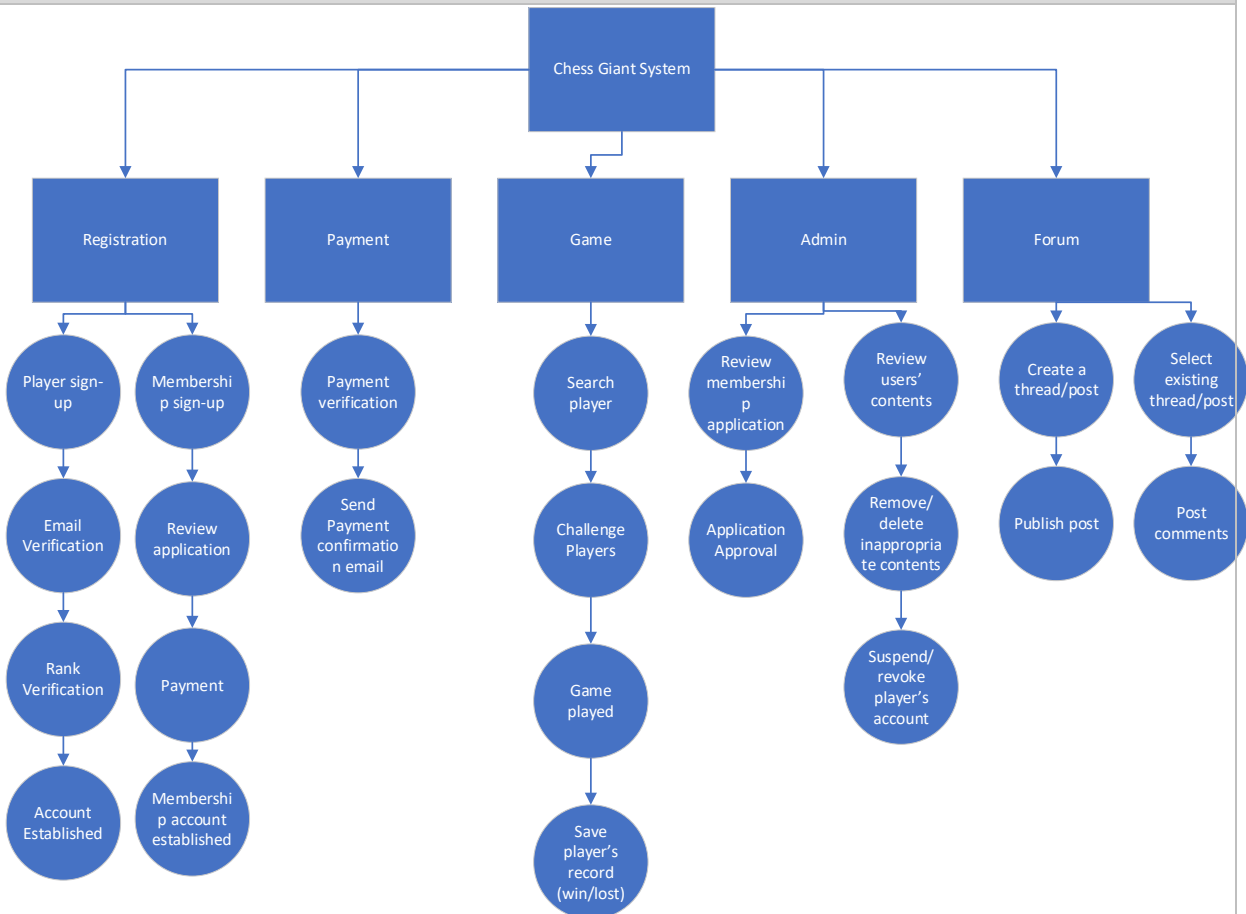 Chess Giant System
Registration
Payment
Game
Admin
Forum
Player sign-
up
Membershi
p sign-up
Payment
verification
Search
player
Review
membershi
p
application
Review
users’
contents
Create a
thread/post
Select
existing
thread/post
Email
Verification
Review
application
Send
Payment
confirmatio
n email
Challenge
Players
Application
Approval
Remove/
delete
inappropria
te contents
Publish post
Post
comments
Rank
Verification
Payment
Game
played
Suspend/
revoke
player’s
account
Account
Established
Membershi
p account
established
Save
player’s
record
(win/lost)